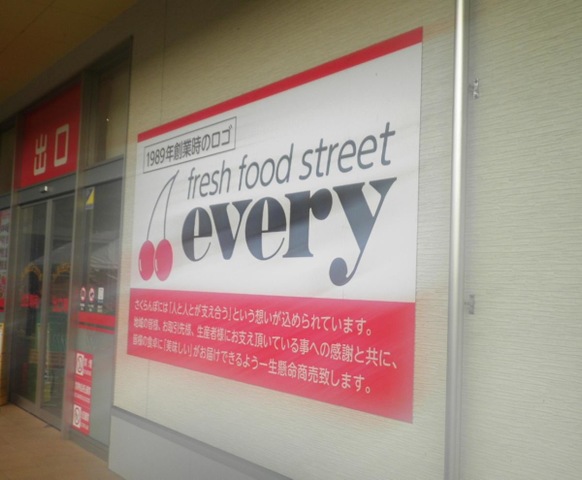 出口
1989年創業時のロゴ
fresh food street
every
さくらんぼには「人と人とが支え合う」という想いが込められています。
地域の皆様、お取引先様、生産者様にお支え頂いている事への感謝と共に、
皆様の食卓に「美味しい」がお届けできるよう一生懸命商売致します。